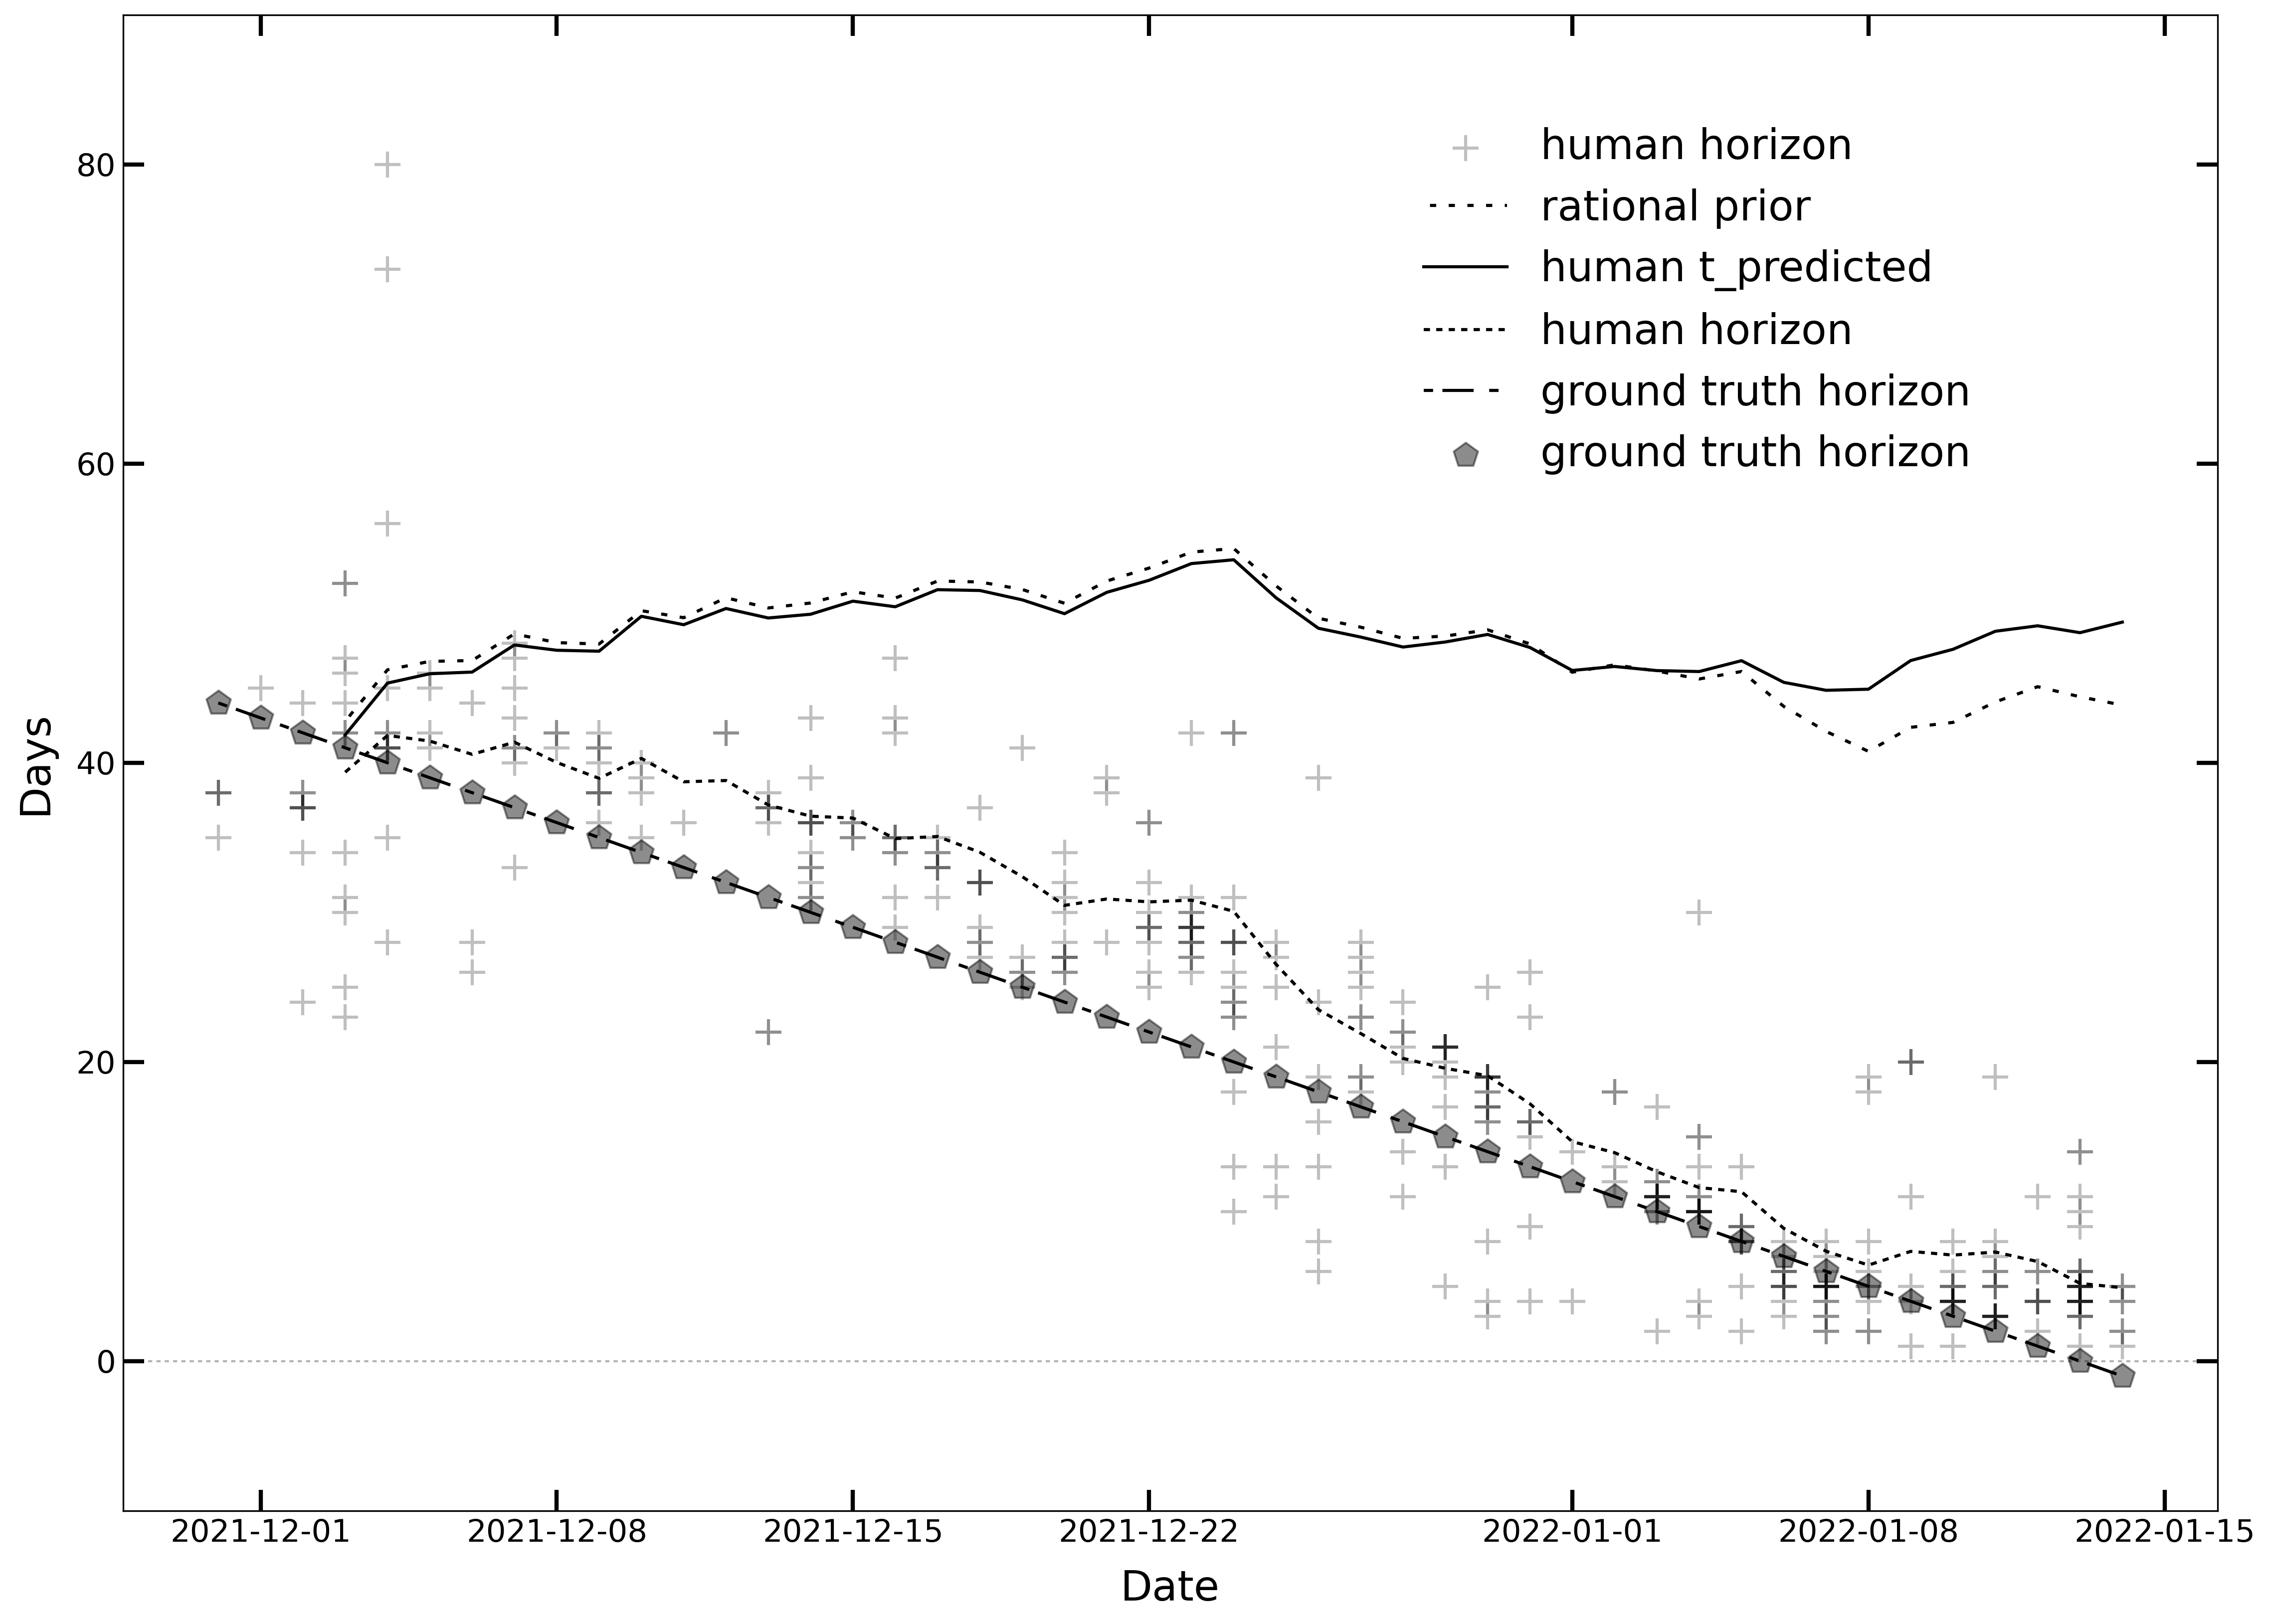 80
60
40
20
0
Days
human horizon
rational prior
human t_predicted
human horizon
ground truth horizon
ground truth horizon
2021-12-01
2021-12-08
2021-12-15
2021-12-22
2022-01-01
2022-01-08
2022-01-15
Date